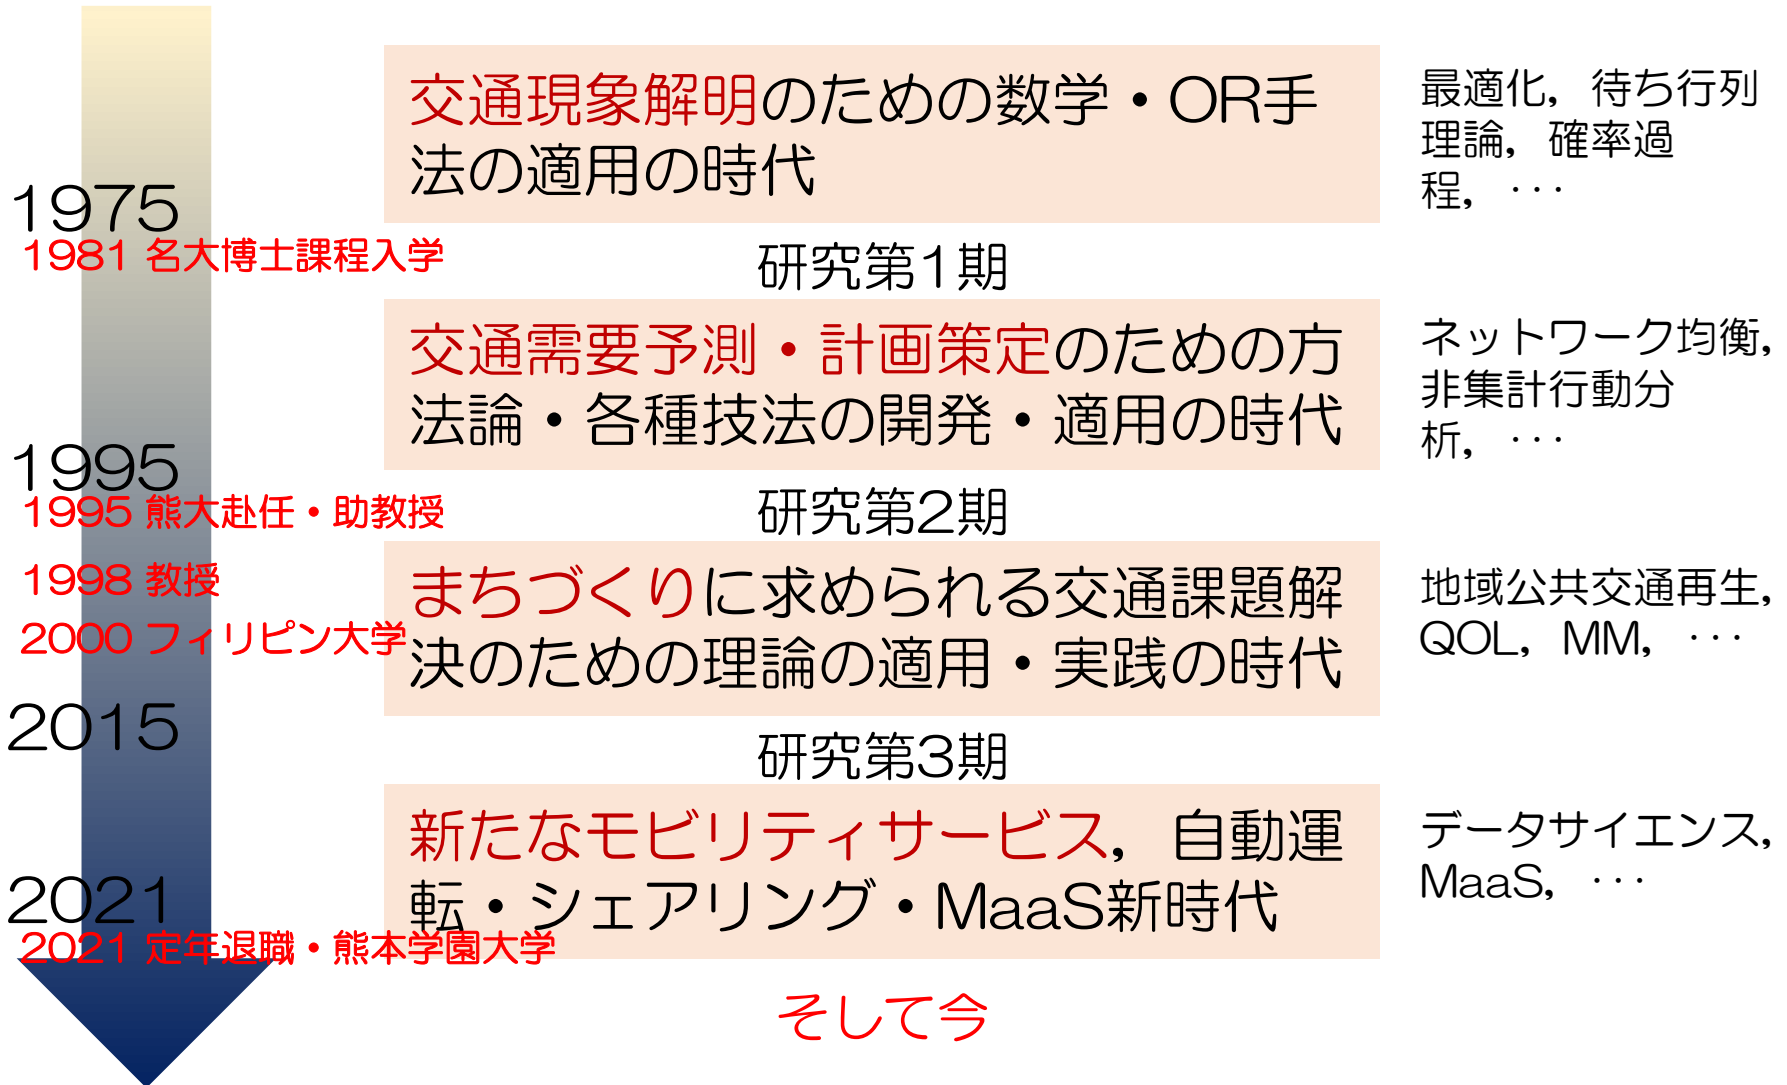 交通現象解明のための数学・OR手
法の適用の時代
最適化，待ち行列
理論，確率過
程，･･･
1975
1981 名大博士課程入学
研究第1期
交通需要予測・計画策定のための方
法論・各種技法の開発・適用の時代
ネットワーク均衡，
非集計行動分
析，･･･
1995
1995 熊大赴任・助教授
研究第2期
1998 教授
2000 フィリピン大学
まちづくりに求められる交通課題解
決のための理論の適用・実践の時代
地域公共交通再生，
QOL，MM，･･･
2015
研究第3期
新たなモビリティサービス，自動運
転・シェアリング・MaaS新時代
データサイエンス，
MaaS，･･･
2021
2021 定年退職・熊本学園大学
そして今